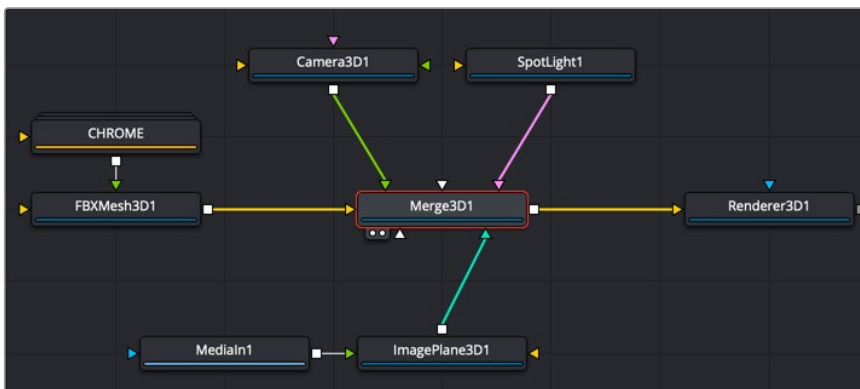 Camera3D1
SpotLight1
CHROME
FBXMesh3D1
Merge3D1
Renderer3D1
MediaIn1
ImagePlane3D1